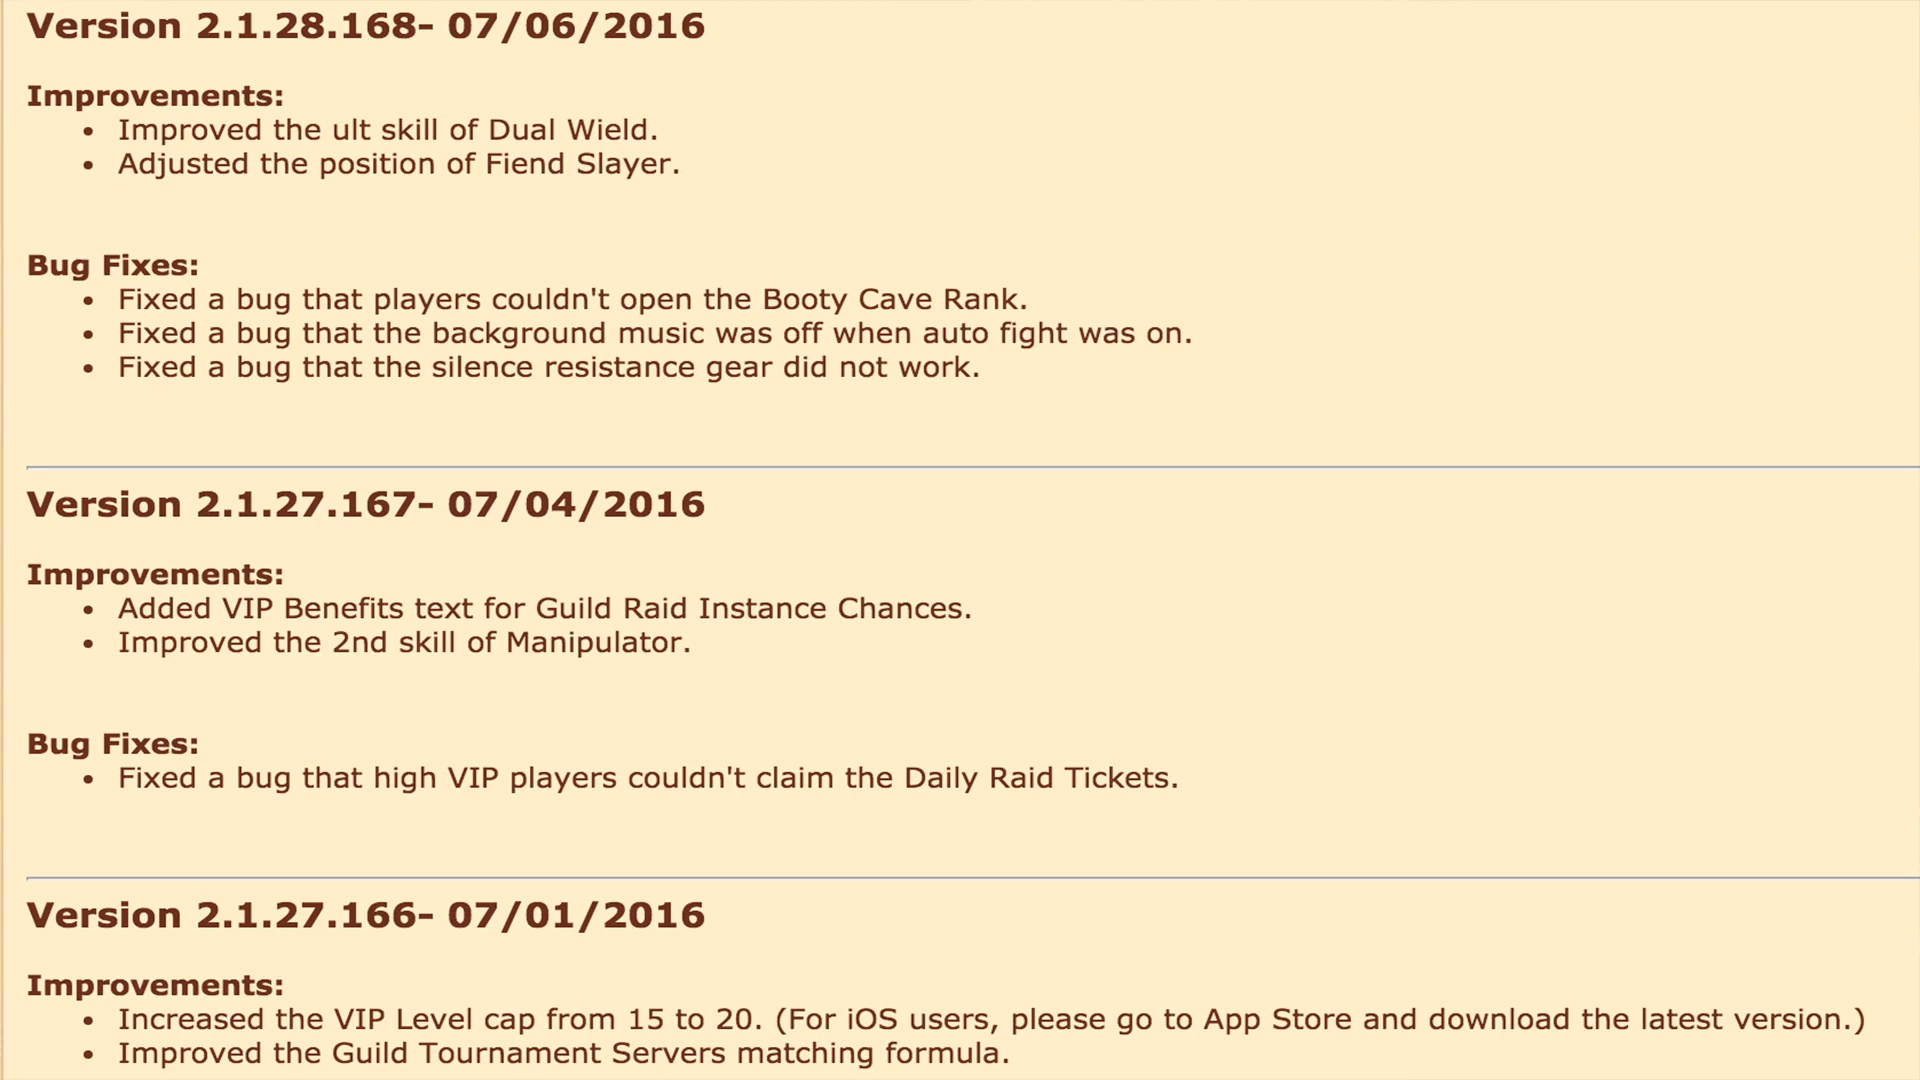 Version 2.1.28.168- 07/06/2016
Improvements:
• Improved the ult skill of Dual Wield.
• Adjusted the position of Fiend Slayer.
Bug Fixes:
• Fixed a bug that players couldn't open the Booty Cave Rank.
• Fixed a bug that the background music was off when auto fight was on.
• Fixed a bug that the silence resistance gear did not work.
Version 2.1.27.167- 07/04/2016
Improvements:
• Added VIP Benefits text for Guild Raid Instance Chances.
• Improved the 2nd skill of Manipulator.
Bug Fixes:
• Fixed a bug that high VIP players couldn't claim the Daily Raid Tickets.
Version 2.1.27.166- 07/01/2016
Improvements:
• Increased the VIP Level cap from 15 to 20. (For iOS users, please go to App Store and download the latest version.)
• Improved the Guild Tournament Servers matching formula.